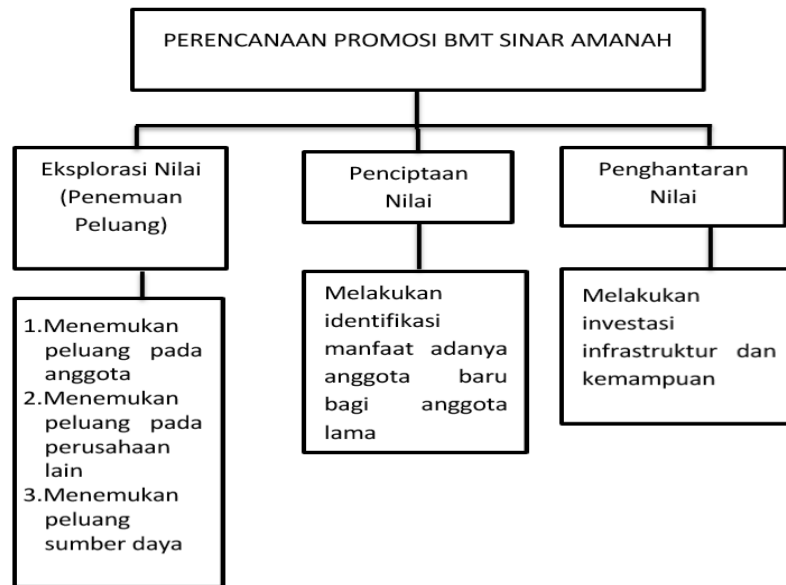 PERENCANAAN PROMOSI BMT SINAR AMANAH
Eksplorasi Nilai
(Penemuan
Peluang)
Penciptaan
Nilai
Penghantaran
Nilai
1.Menemukan
peluang pada
anggota
2.Menemukan
peluang pada
perusahaan
lain
3.Menemukan
peluang
sumber daya
Melakukan
identifikasi
manfaat adanya
anggota baru
bagi anggota
lama
Melakukan
investasi
infrastruktur dan
kemampuan